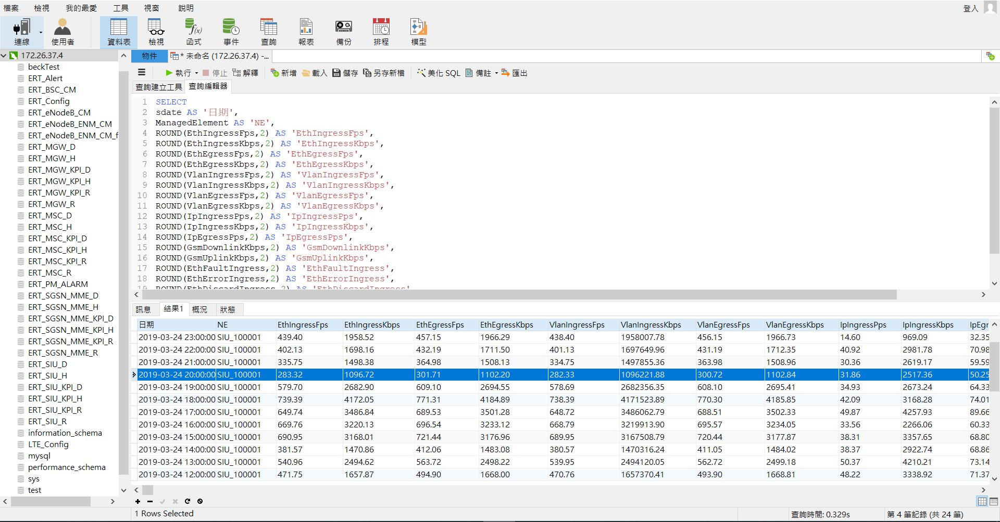 檔案 檢視 我的最愛 工具 視窗 說明 登入
連線 使用者 資料表 檢視 函式 事件 查詢 報表 備份 排程 模型
172.26.37.4
beckTest
ERT_Alert
ERT_BSC_CM
ERT_Config
ERT_eNodeB_CM
ERT_eNodeB_ENM_CM
ERT_eNodeB_ENM_CM_f
ERT_MGW_D
ERT_MGW_H
ERT_MGW_KPI_D
ERT_MGW_KPI_H
ERT_MGW_KPI_R
ERT_MGW_R
ERT_MSC_D
ERT_MSC_H
ERT_MSC_KPI_D
ERT_MSC_KPI_H
ERT_MSC_KPI_R
ERT_MSC_R
ERT_PM_ALARM
ERT_SGSN_MME_D
ERT_SGSN_MME_H
ERT_SGSN_MME_KPI_D
ERT_SGSN_MME_KPI_H
ERT_SGSN_MME_KPI_R
ERT_SGSN_MME_R
ERT_SIU_D
ERT_SIU_H
ERT_SIU_KPI_D
ERT_SIU_KPI_H
ERT_SIU_KPI_R
ERT_SIU_R
information_schema
LTE_Config
mysql
performance_schema
sys
test
物件 * 未命名 (172.26.37.4) -...
執行 停止 解釋 新增 載入 儲存 另存新檔 美化 SQL 備註 匯出
查詢建立工具 查詢編輯器
1 SELECT
2 sdate AS '日期',
3 ManagedElement AS 'NE',
4 ROUND(EthIngressFps,2) AS 'EthIngressFps',
5 ROUND(EthIngressKbps,2) AS 'EthIngressKbps',
6 ROUND(EthEgressFps,2) AS 'EthEgressFps',
7 ROUND(EthEgressKbps,2) AS 'EthEgressKbps',
8 ROUND(VlanIngressFps,2) AS 'VlanIngressFps',
9 ROUND(VlanIngressKbps,2) AS 'VlanIngressKbps',
10 ROUND(VlanEgressFps,2) AS 'VlanEgressFps',
11 ROUND(VlanEgressKbps,2) AS 'VlanEgressKbps',
12 ROUND(IpIngressPps,2) AS 'IpIngressPps',
13 ROUND(IpIngressKbps,2) AS 'IpIngressKbps',
14 ROUND(IpEgressPps,2) AS 'IpEgressPps',
15 ROUND(GsmDownlinkKbps,2) AS 'GsmDownlinkKbps',
16 ROUND(GsmUplinkKbps,2) AS 'GsmUplinkKbps',
17 ROUND(EthFaultIngress,2) AS 'EthFaultIngress',
18 ROUND(EthErrorIngress,2) AS 'EthErrorIngress',
19 ROUND(EthDiscardIngress,2) AS 'EthDiscardIngress'
訊息 結果1 概況 狀態
日期 NE EthIngressFps EthIngressKbps EthEgressFps EthEgressKbps VlanIngressFps VlanIngressKbps VlanEgressFps VlanEgressKbps IpIngressPps IpIngressKbps IpEgr
2019-03-24 23:00:00 SIU_100001 439.40 1958.52 457.15 1966.29 438.40 1958007.78 456.15 1966.73 14.60 969.09 32.35
2019-03-24 22:00:00 SIU_100001 402.13 1698.16 432.19 1711.50 401.13 1697649.96 431.19 1712.35 40.92 2981.78 70.98
2019-03-24 21:00:00 SIU_100001 335.75 1498.38 364.98 1508.13 334.75 1497855.36 363.98 1508.96 30.36 2619.17 59.59
2019-03-24 20:00:00 SIU_100001 283.32 1096.72 301.71 1102.20 282.33 1096221.88 300.72 1102.84 31.86 2517.36 50.25
2019-03-24 19:00:00 SIU_100001 579.70 2682.90 609.10 2694.55 578.69 2682356.35 608.10 2695.41 34.93 2673.24 64.33
2019-03-24 18:00:00 SIU_100001 739.39 4172.05 771.31 4184.89 738.39 4171523.89 770.30 4185.85 42.09 3168.28 74.01
2019-03-24 17:00:00 SIU_100001 649.74 3486.84 689.53 3501.28 648.72 3486062.79 688.51 3502.33 49.87 4257.93 89.66
2019-03-24 16:00:00 SIU_100001 669.76 3220.13 696.54 3233.12 668.79 3219913.90 695.57 3234.05 33.56 2266.06 60.33
2019-03-24 15:00:00 SIU_100001 690.95 3168.01 721.44 3176.96 689.95 3167508.79 720.44 3177.87 38.31 3357.65 68.80
2019-03-24 14:00:00 SIU_100001 381.57 1470.86 412.06 1483.08 380.57 1470316.24 411.05 1484.02 38.37 2922.74 68.86
2019-03-24 13:00:00 SIU_100001 540.96 2494.62 563.72 2498.22 539.95 2494120.05 562.72 2499.18 50.37 4210.21 73.14
2019-03-24 12:00:00 SIU_100001 471.75 1657.87 494.90 1668.00 470.76 1657370.41 493.90 1668.81 48.22 3338.92 71.37
1 Rows Selected 查詢時間: 0.329s 第 4 筆記錄 (共 24 筆)